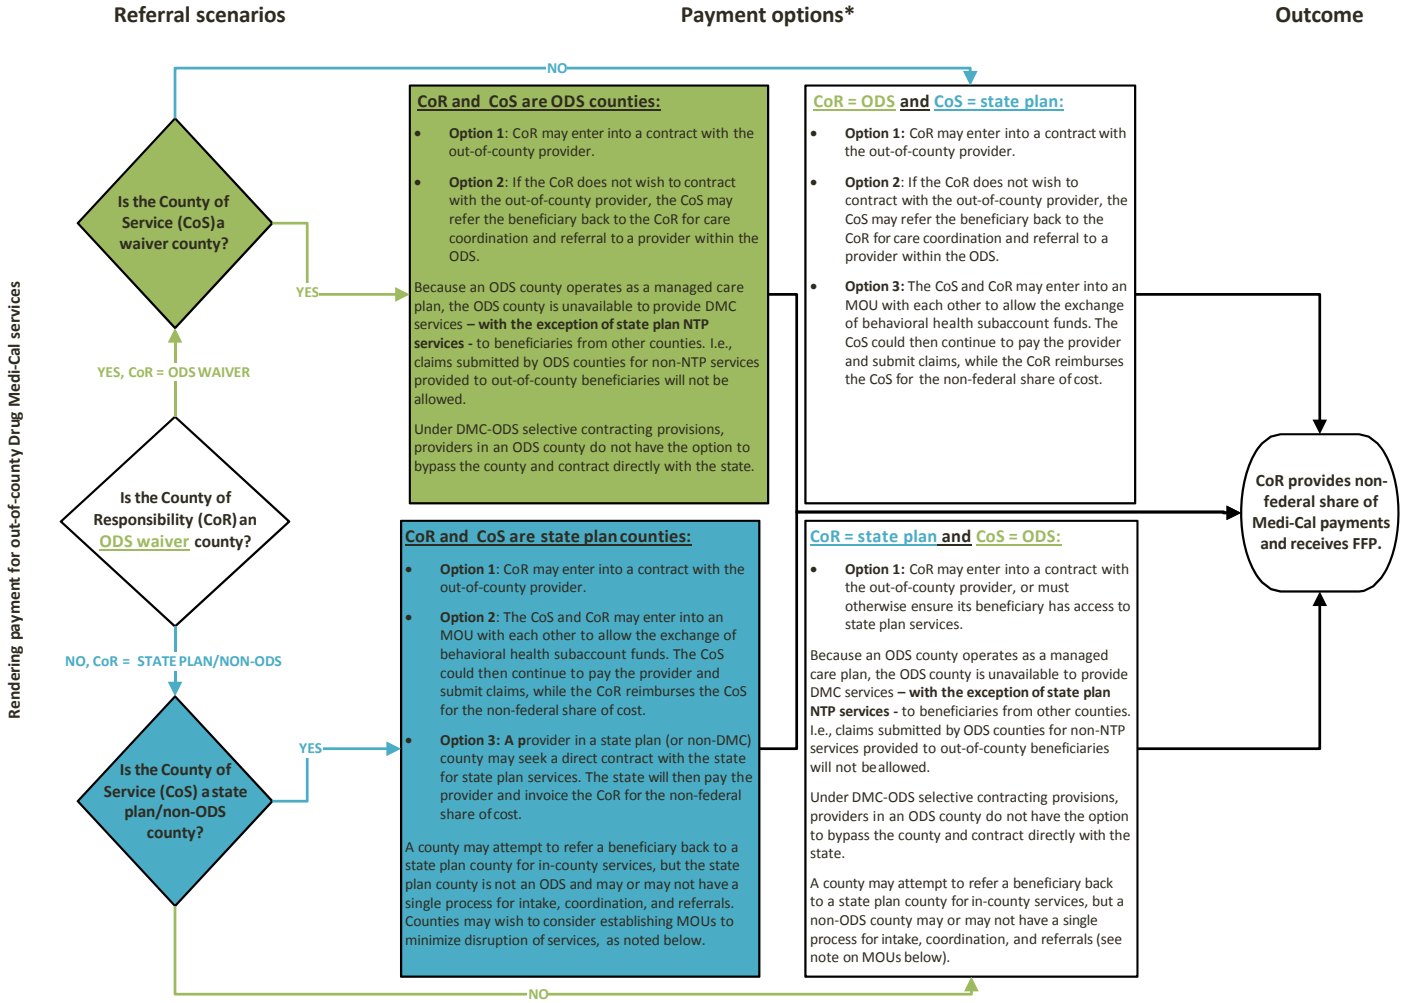 Referral scenarios
Payment options*
Outcome
Rendering payment for out-of-county Drug Medi-Cal services
NO
Is the County of
Service (CoS) a
waiver county?
YES
YES, CoR = ODS WAIVER
Is the County of
Responsibility (CoR) an
ODS waiver county?
NO, CoR = STATE PLAN/NON-ODS
Is the County of
Service (CoS) a state
plan/non-ODS
county?
YES
NO
CoR and CoS are ODS counties:
• Option 1: CoR may enter into a contract with the
out-of-county provider.
• Option 2: If the CoR does not wish to contract
with the out-of-county provider, the CoS may
refer the beneficiary back to the CoR for care
coordination and referral to a provider within the
ODS.
Because an ODS county operates as a managed care
plan, the ODS county is unavailable to provide DMC
services – with the exception of state plan NTP
services - to beneficiaries from other counties. I.e.,
claims submitted by ODS counties for non-NTP services
provided to out-of-county beneficiaries will not be
allowed.
Under DMC-ODS selective contracting provisions,
providers in an ODS county do not have the option to
bypass the county and contract directly with the state.
CoR = ODS and CoS = state plan:
• Option 1: CoR may enter into a contract with
the out-of-county provider.
• Option 2: If the CoR does not wish to
contract with the out-of-county provider, the
CoS may refer the beneficiary back to the
CoR for care coordination and referral to a
provider within the ODS.
• Option 3: The CoS and CoR may enter into an
MOU with each other to allow the exchange
of behavioral health subaccount funds. The
CoS could then continue to pay the provider
and submit claims, while the CoR reimburses
the CoS for the non-federal share of cost.
CoR and CoS are state plan counties:
• Option 1: CoR may enter into a contract with the
out-of-county provider.
• Option 2: The CoS and CoR may enter into an
MOU with each other to allow the exchange of
behavioral health subaccount funds. The CoS
could then continue to pay the provider and
submit claims, while the CoR reimburses the CoS
for the non-federal share of cost.
• Option 3: A provider in a state plan (or non-DMC)
county may seek a direct contract with the state
for state plan services. The state will then pay the
provider and invoice the CoR for the non-federal
share of cost.
A county may attempt to refer a beneficiary back to a
state plan county for in-county services, but the state
plan county is not an ODS and may or may not have a
single process for intake, coordination, and referrals.
Counties may wish to consider establishing MOUs to
minimize disruption of services, as noted below.
CoR = state plan and CoS = ODS:
• Option 1: CoR may enter into a contract with
the out-of-county provider, or must
otherwise ensure its beneficiary has access to
state plan services.
Because an ODS county operates as a managed
care plan, the ODS county is unavailable to provide
DMC services – with the exception of state plan
NTP services - to beneficiaries from other counties.
I.e., claims submitted by ODS counties for non-NTP
services provided to out-of-county beneficiaries
will not be allowed.
Under DMC-ODS selective contracting provisions,
providers in an ODS county do not have the option
to bypass the county and contract directly with the
state.
A county may attempt to refer a beneficiary back
to a state plan county for in-county services, but a
non-ODS county may or may not have a single
process for intake, coordination, and referrals (see
note on MOUs below).
CoR provides non-
federal share of
Medi-Cal payments
and receives FFP.